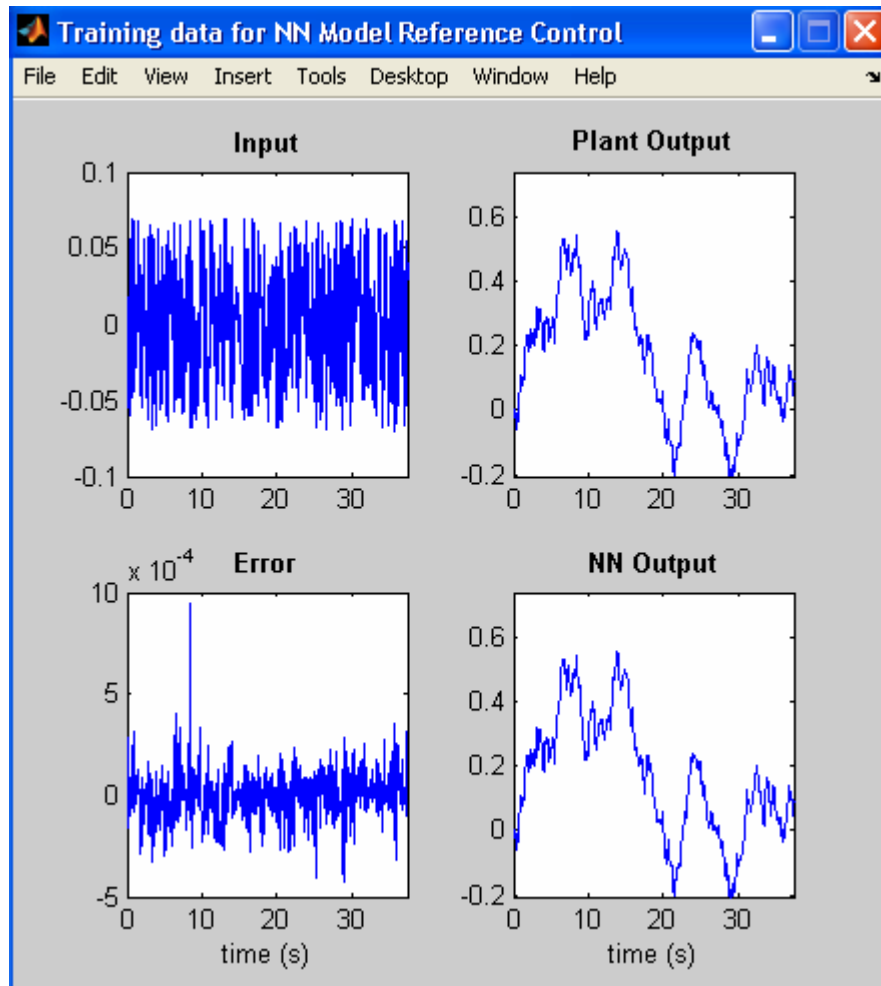 Training data for NN Model Reference Control
File Edit View Insert Tools Desktop Window Help
Input
0.1
0.05
0
-0.05
-0.1
0 10 20 30
Plant Output
0.6
0.4
0.2
0
-0.2
0 10 20 30
Error
x 10^-4
10
5
0
-5
0 10 20 30
time (s)
NN Output
0.6
0.4
0.2
0
-0.2
0 10 20 30
time (s)